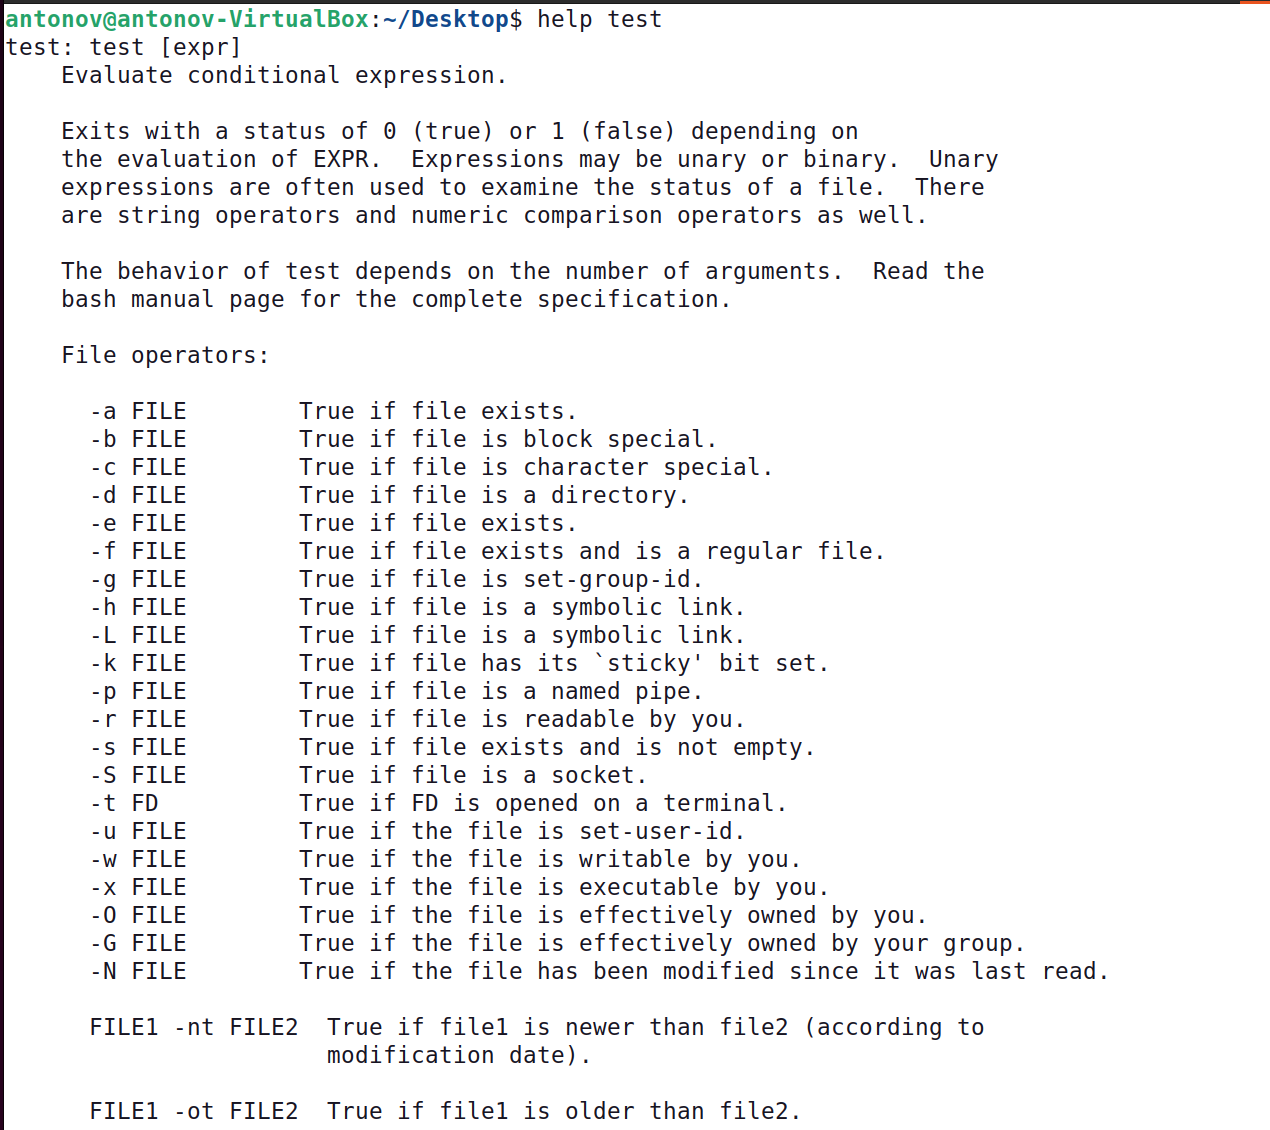 antonov@antonov-VirtualBox:~/Desktop$ help test
test: test [expr]
    Evaluate conditional expression.

    Exits with a status of 0 (true) or 1 (false) depending on
    the evaluation of EXPR.  Expressions may be unary or binary.  Unary
    expressions are often used to examine the status of a file.  There
    are string operators and numeric comparison operators as well.

    The behavior of test depends on the number of arguments.  Read the
    bash manual page for the complete specification.

    File operators:

      -a FILE        True if file exists.
      -b FILE        True if file is block special.
      -c FILE        True if file is character special.
      -d FILE        True if file is a directory.
      -e FILE        True if file exists.
      -f FILE        True if file exists and is a regular file.
      -g FILE        True if file is set-group-id.
      -h FILE        True if file is a symbolic link.
      -L FILE        True if file is a symbolic link.
      -k FILE        True if file has its `sticky' bit set.
      -p FILE        True if file is a named pipe.
      -r FILE        True if file is readable by you.
      -s FILE        True if file exists and is not empty.
      -S FILE        True if file is a socket.
      -t FD          True if FD is opened on a terminal.
      -u FILE        True if the file is set-user-id.
      -w FILE        True if the file is writable by you.
      -x FILE        True if the file is executable by you.
      -O FILE        True if the file is effectively owned by you.
      -G FILE        True if the file is effectively owned by your group.
      -N FILE        True if the file has been modified since it was last read.

      FILE1 -nt FILE2  True if file1 is newer than file2 (according to
                       modification date).

      FILE1 -ot FILE2  True if file1 is older than file2.